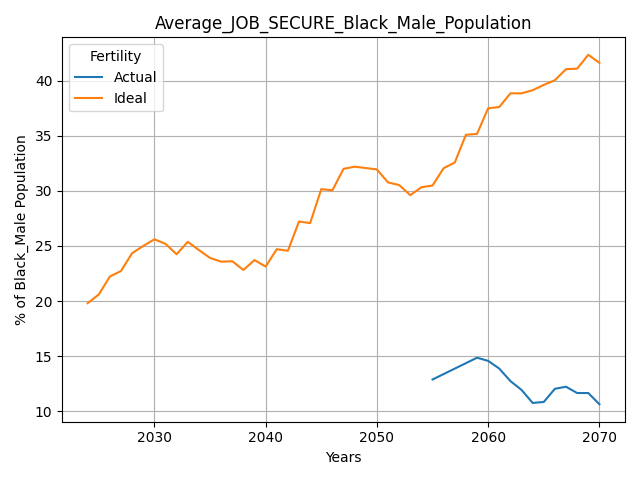 Average_JOB_SECURE_Black_Male_Population
Fertility
Actual
Ideal
% of Black_Male Population
40
35
30
25
20
15
10
2030
2040
2050
2060
2070
Years